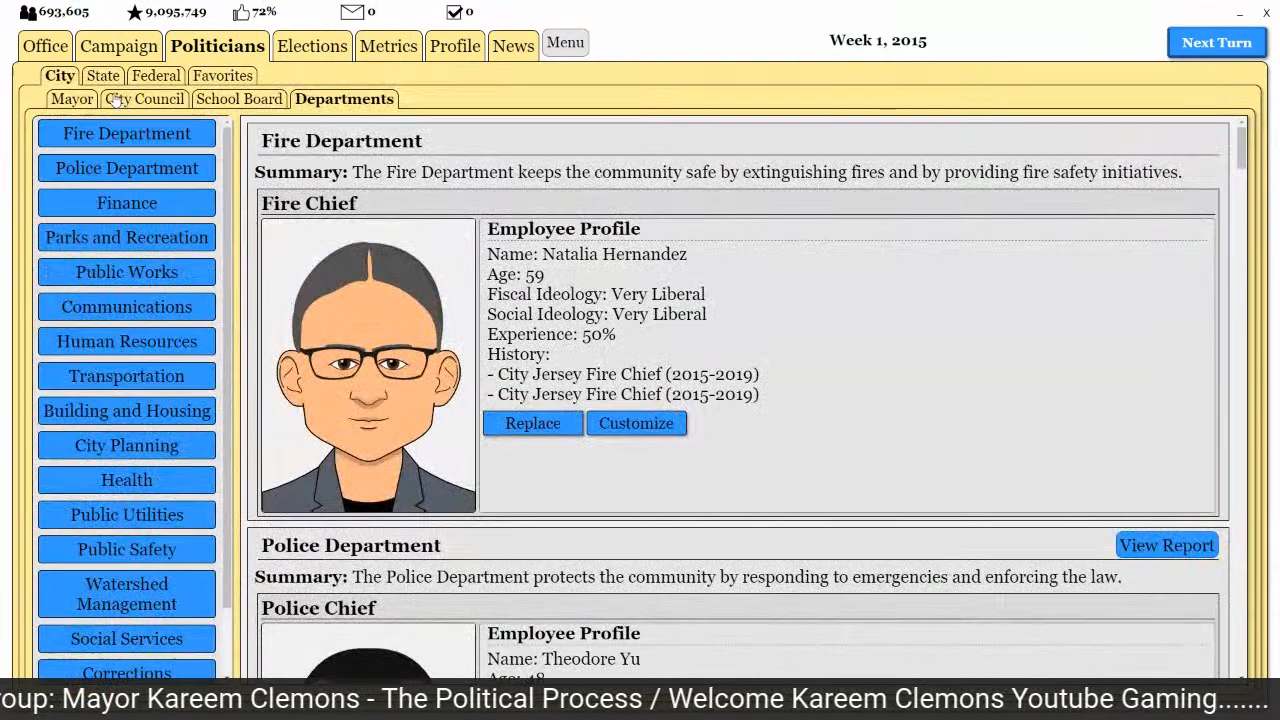 693,605 9,095,749 72% 0 0
Office Campaign Politicians Elections Metrics Profile News Menu
Week 1, 2015
Next Turn
City State Federal Favorites
Mayor City Council School Board Departments
Fire Department
Police Department
Finance
Parks and Recreation
Public Works
Communications
Human Resources
Transportation
Building and Housing
City Planning
Health
Public Utilities
Public Safety
Watershed
Management
Social Services
Corrections
Fire Department
Summary: The Fire Department keeps the community safe by extinguishing fires and by providing fire safety initiatives.
Fire Chief
Employee Profile
Name: Natalia Hernandez
Age: 59
Fiscal Ideology: Very Liberal
Social Ideology: Very Liberal
Experience: 50%
History:
- City Jersey Fire Chief (2015-2019)
- City Jersey Fire Chief (2015-2019)
Replace Customize
Police Department
View Report
Summary: The Police Department protects the community by responding to emergencies and enforcing the law.
Police Chief
Employee Profile
Name: Theodore Yu
Age: 48
roup: Mayor Kareem Clemons - The Political Process / Welcome Kareem Clemons Youtube Gaming.......